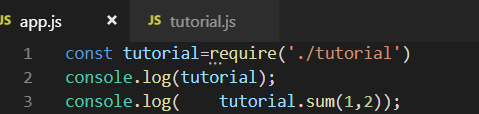 JS app.js × JS tutorial.js
1 const tutorial=require('./tutorial')
2 console.log(tutorial);
3 console.log(    tutorial.sum(1,2));